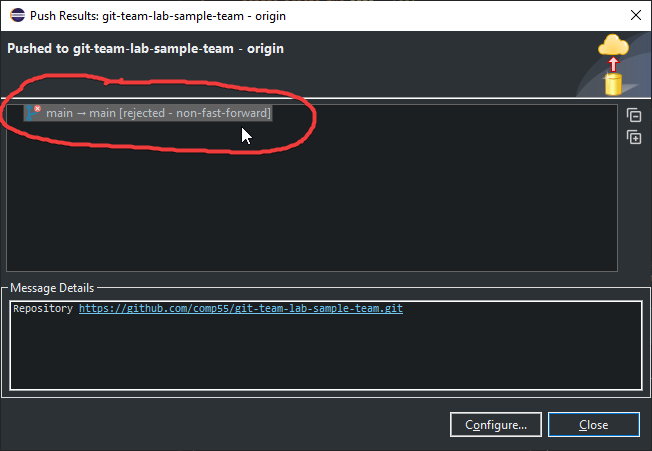 Push Results: git-team-lab-sample-team - origin
Pushed to git-team-lab-sample-team - origin
main → main [rejected - non-fast-forward]
Message Details
Repository https://github.com/comp55/git-team-lab-sample-team.git
Configure...
Close